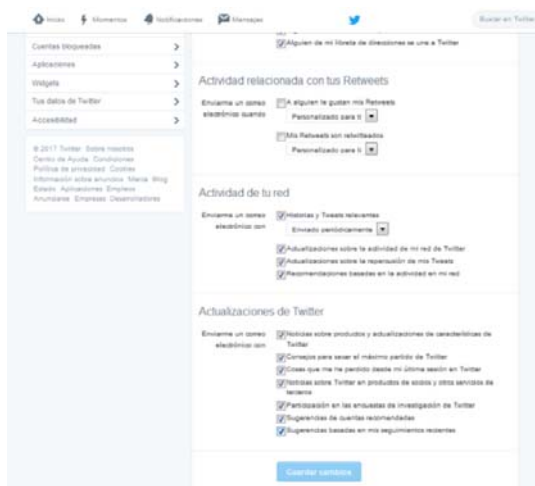 Inicio Momentos Notificaciones Mensajes Buscar en Twitter
Cuentas bloqueadas
Aplicaciones
Widgets
Tus datos de Twitter
Accesibilidad
© 2017 Twitter Sobre nosotros
Centro de Ayuda Condiciones
Política de privacidad Cookies
Información sobre anuncios Marca Blog
Estado Aplicaciones Empleos
Anunciarse Empresas Desarrolladores
Alguien de mi libreta de direcciones se une a Twitter
Actividad relacionada con tus Retweets
Enviarme un correo
electrónico cuando
A alguien le gustan mis Retweets
Personalizado para ti
Mis Retweets son retwitteados
Personalizado para ti
Actividad de tu red
Enviarme un correo
electrónico con
Historias y Tweets relevantes
Enviado periódicamente
Actualizaciones sobre la actividad de mi red de Twitter
Actualizaciones sobre la repercusión de mis Tweets
Recomendaciones basadas en la actividad en mi red
Actualizaciones de Twitter
Enviarme un correo
electrónico con
Noticias sobre productos y actualizaciones de características de
Twitter
Consejos para sacar el máximo partido de Twitter
Cosas que me he perdido desde mi última sesión en Twitter
Noticias sobre Twitter en productos de socios y otros servicios de
terceros
Participación en las encuestas de investigación de Twitter
Sugerencias de cuentas recomendadas
Sugerencias basadas en mis seguimientos recientes
Guardar cambios